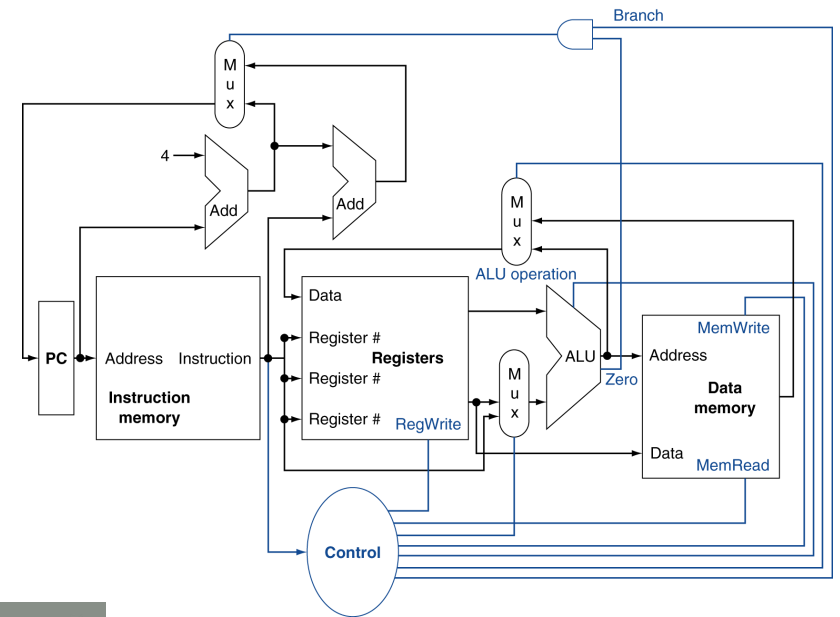 Branch
M
u
x
4
Add
Add
M
u
x
ALU operation
Data
Register #
Registers
Register #
Register #
RegWrite
PC
Address
Instruction
Instruction
memory
M
u
x
ALU
Zero
MemWrite
Address
Data
memory
Data
MemRead
Control